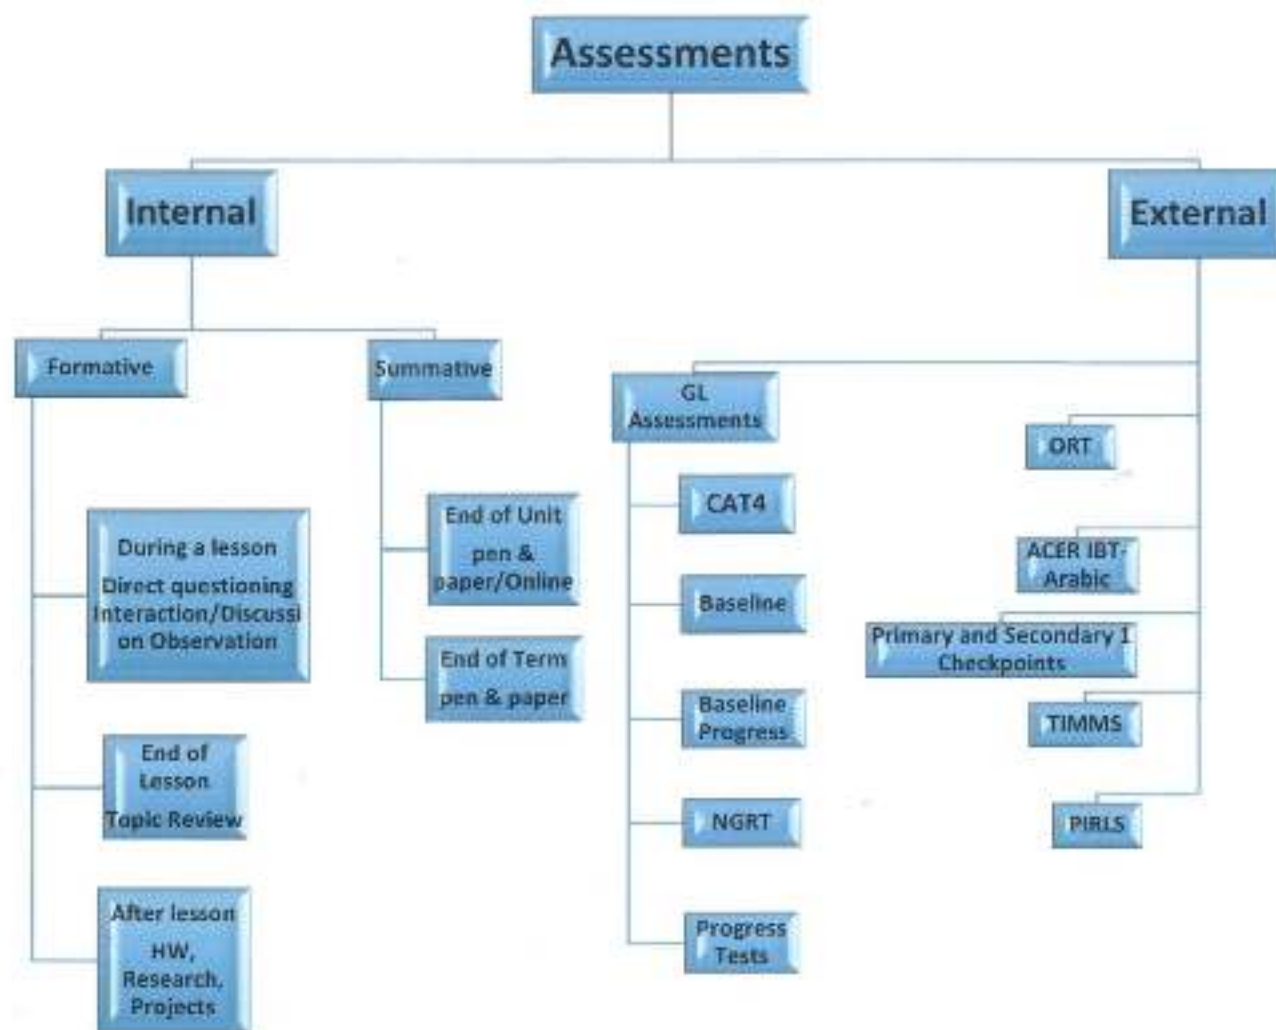 Assessments
Internal
External
Formative
Summative
During a lesson
Direct questioning
Interaction/Discussi
on Observation
End of
Lesson
Topic Review
After lesson
HW,
Research,
Projects
End of Unit
pen &
paper/Online
End of Term
pen & paper
GL
Assessments
CAT4
Baseline
Baseline
Progress
NGRT
Progress
Tests
ORT
ACER IBT-
Arabic
Primary and Secondary 1
Checkpoints
TIMMS
PIRLS